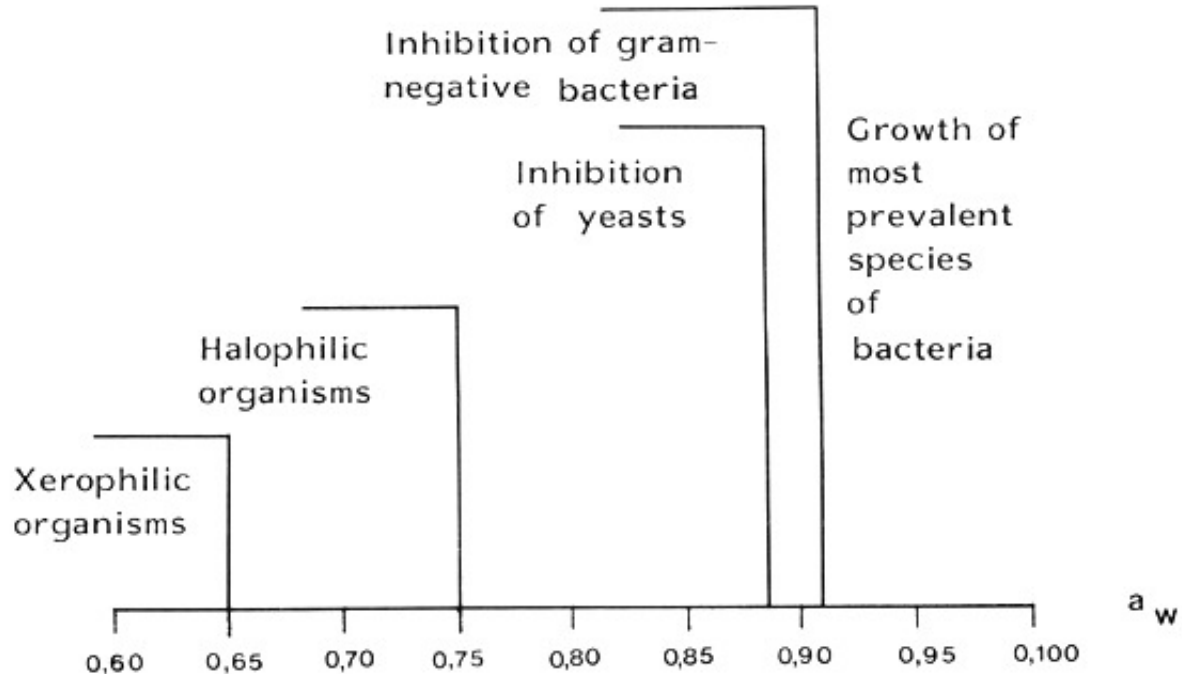 Inhibition of gram-
negative bacteria
Growth of
most
prevalent
species
of
bacteria
Inhibition
of yeasts
Halophilic
organisms
Xerophilic
organisms
a w
0,60 0,65 0,70 0,75 0,80 0,85 0,90 0,95 0,100